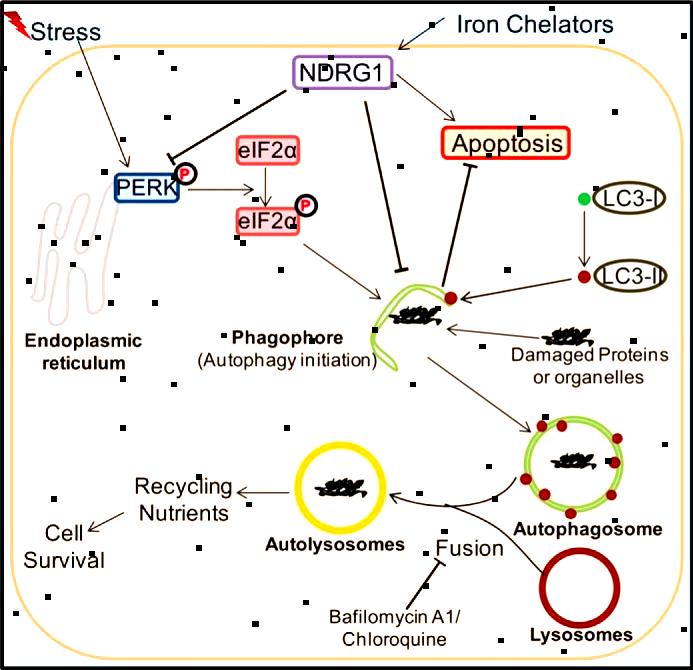 Stress
Iron Chelators
NDRG1
Apoptosis
eIF2α
PERK
P
eIF2α
P
LC3-I
LC3-II
Endoplasmic
reticulum
Phagophore
(Autophagy initiation)
Damaged Proteins
or organelles
Recycling
Nutrients
Cell
Survival
Autolysosomes
Autophagosome
Fusion
Bafilomycin A1/
Chloroquine
Lysosomes